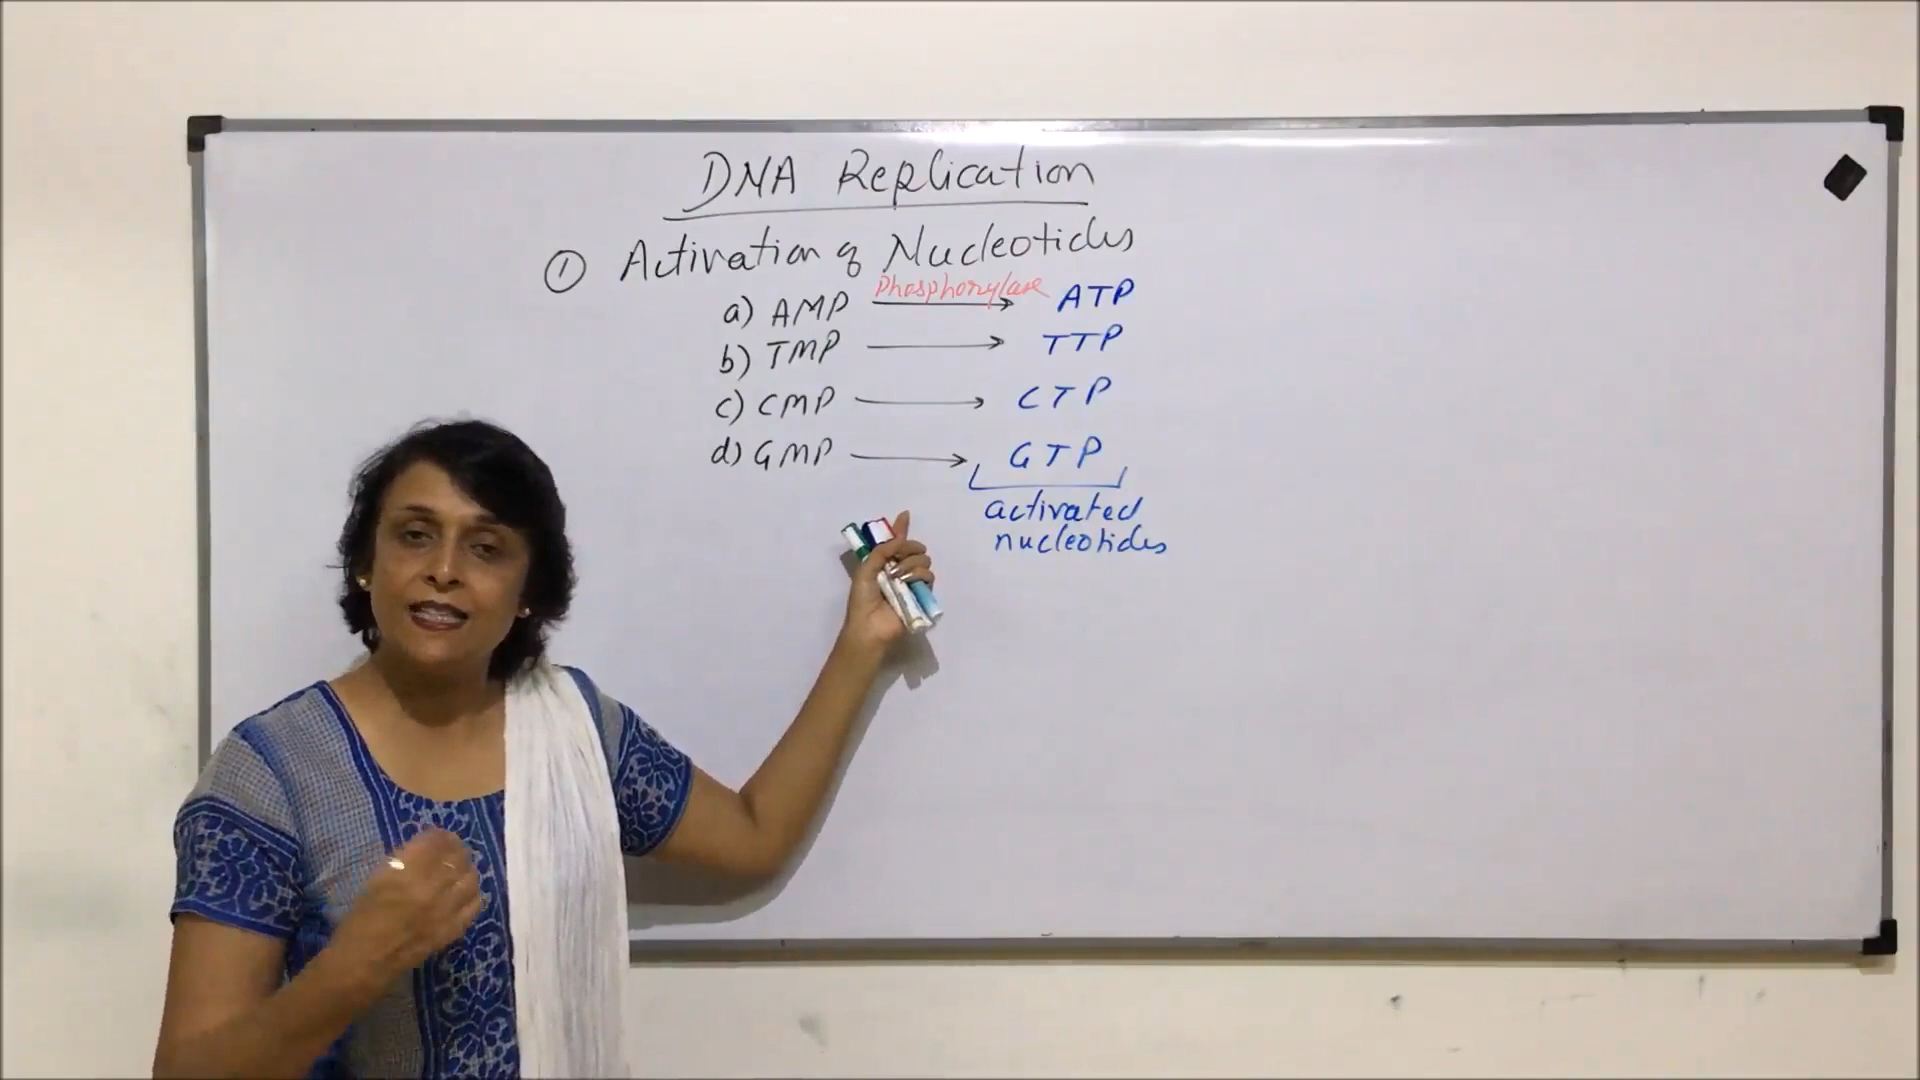 DNA Replication
① Activation of Nucleotides
a) AMP Phosphorylase → ATP
b) TMP → TTP
c) CMP → CTP
d) GMP → GTP
activated
nucleotides